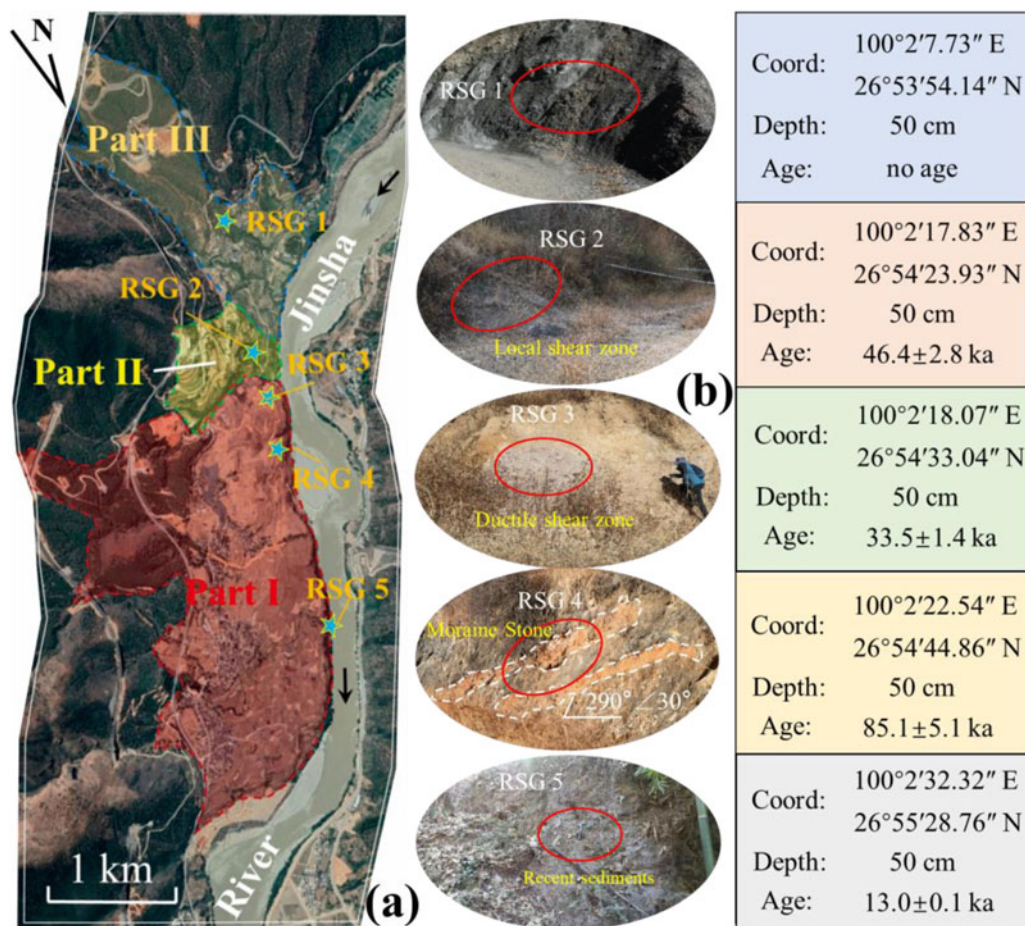 N
Part III
RSG 1
RSG 2
Jinsha
RSG 3
Part II
RSG 4
Part I
RSG 5
1 km
River
(a)
RSG 1
RSG 2
Local shear zone
(b)
RSG 3
Ductile shear zone
RSG 4
Moraine Stone
290° ∠30°
RSG 5
Recent sediments
Coord: 100°2′7.73″ E
26°53′54.14″ N
Depth: 50 cm
Age: no age
Coord: 100°2′17.83″ E
26°54′23.93″ N
Depth: 50 cm
Age: 46.4±2.8 ka
Coord: 100°2′18.07″ E
26°54′33.04″ N
Depth: 50 cm
Age: 33.5±1.4 ka
Coord: 100°2′22.54″ E
26°54′44.86″ N
Depth: 50 cm
Age: 85.1±5.1 ka
Coord: 100°2′32.32″ E
26°55′28.76″ N
Depth: 50 cm
Age: 13.0±0.1 ka